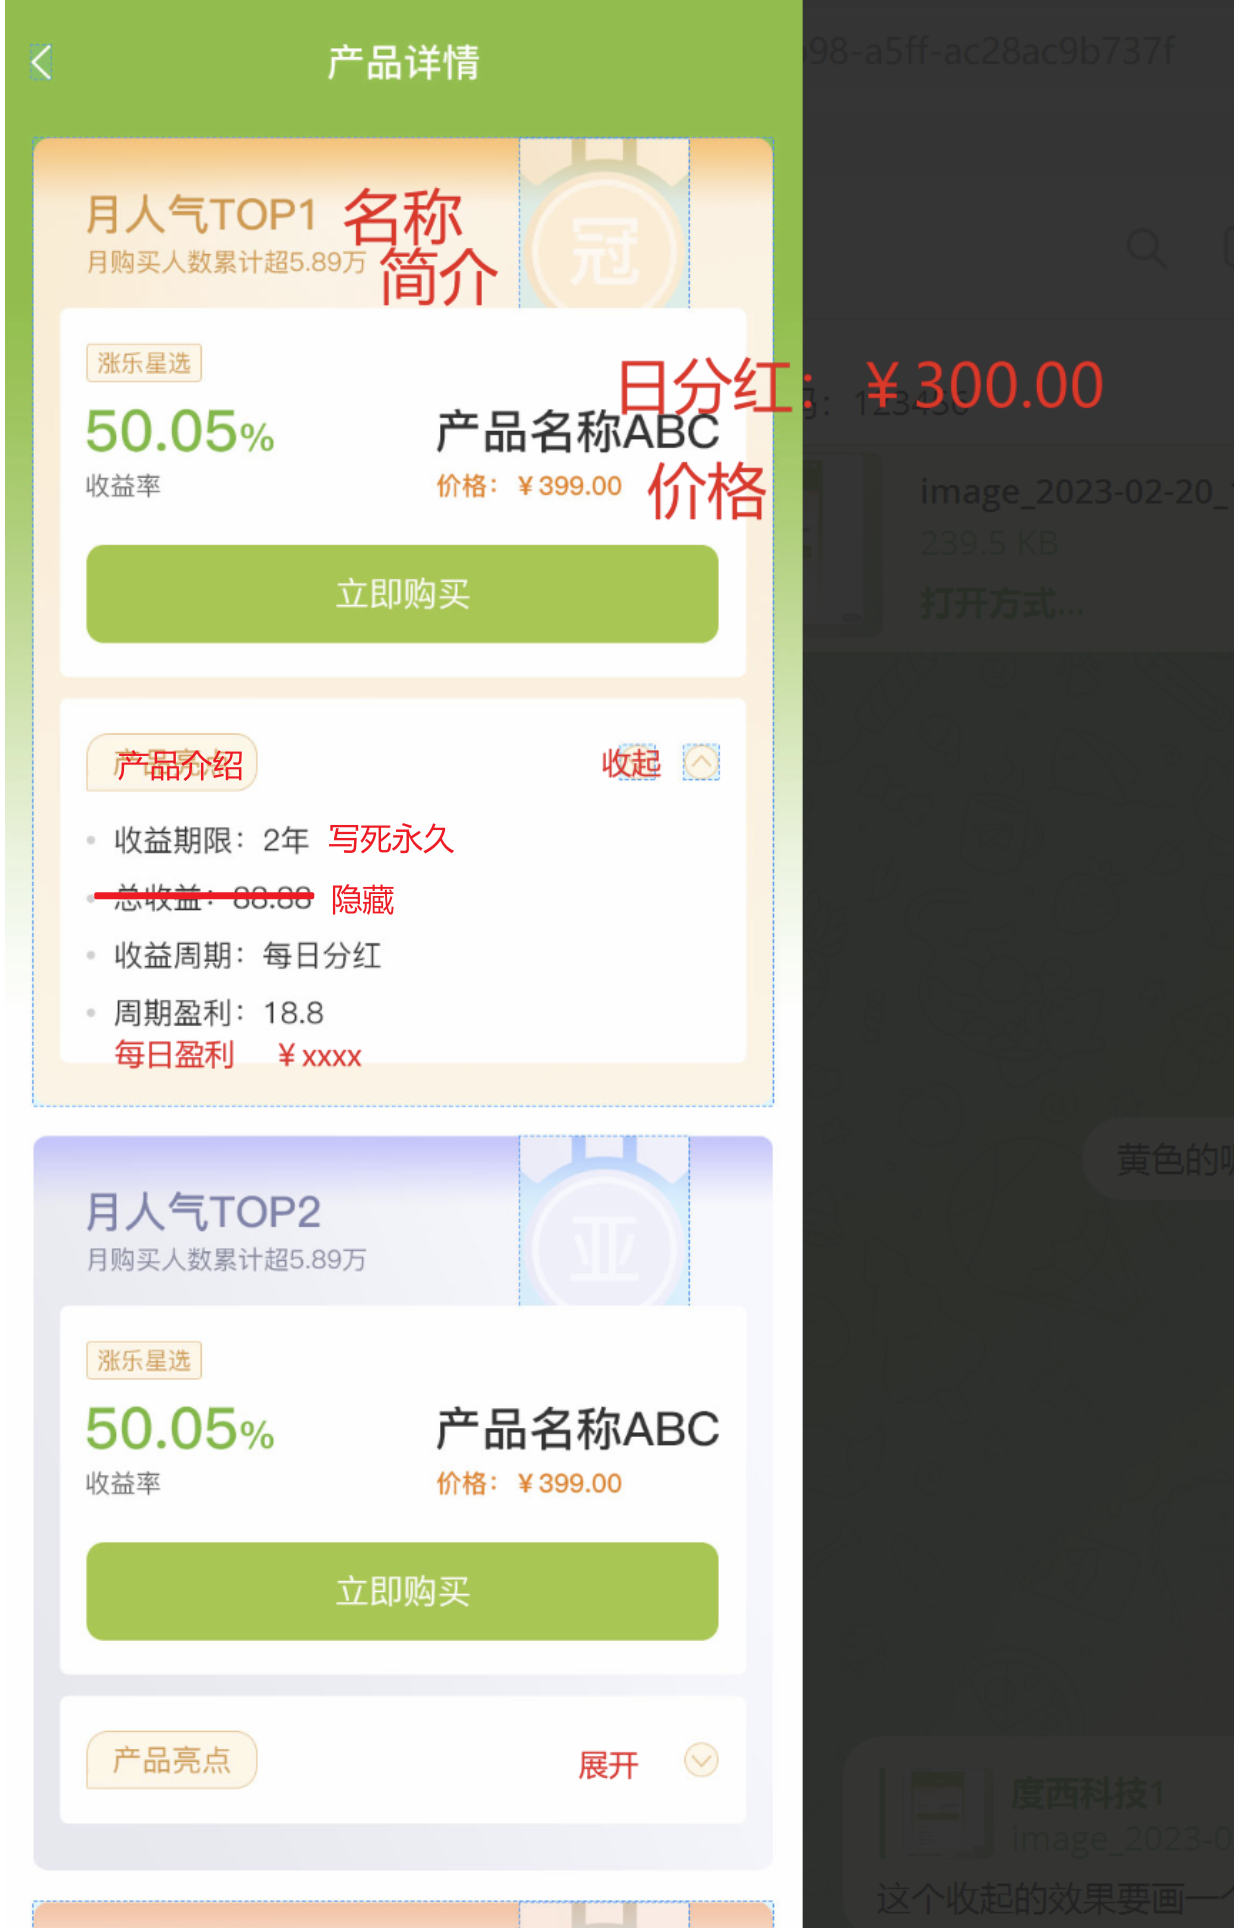 产品详情
b98-a5ff-ac28ac9b737f
月人气TOP1 名称
月购买人数累计超5.89万 简介
冠
涨乐星选
日分红：￥300.00
123456
50.05%
产品名称ABC
收益率
价格：￥399.00 价格
image_2023-02-20_
239.5 KB
打开方式...
立即购买
产品亮点
产品介绍
收起
收益期限：2年 写死永久
总收益：88.88 隐藏
收益周期：每日分红
周期盈利：18.8
每日盈利 ￥xxxx
黄色的
月人气TOP2
月购买人数累计超5.89万
亚
涨乐星选
50.05%
产品名称ABC
收益率
价格：￥399.00
立即购买
产品亮点
展开
度西科技1
image_2023-0
这个收起的效果要画一个